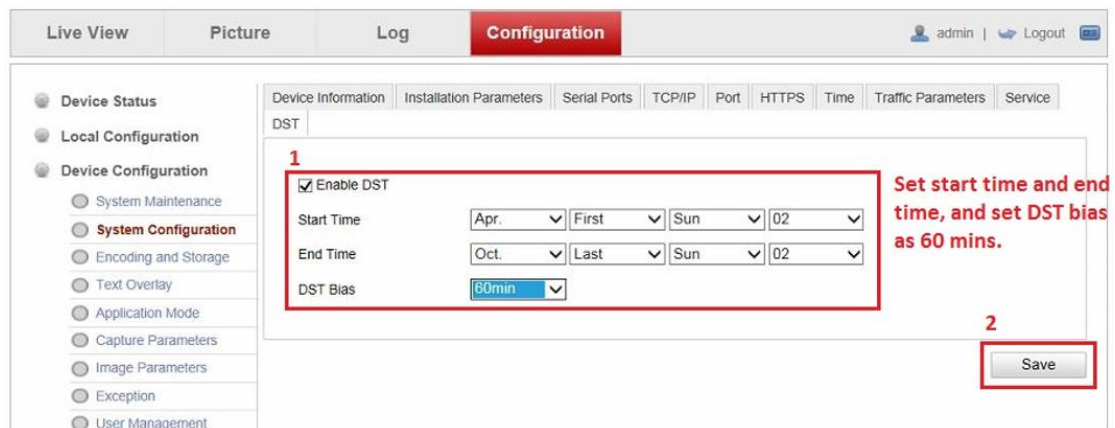 Live View Picture Log Configuration admin | Logout
Device Status
Local Configuration
Device Configuration
System Maintenance
System Configuration
Encoding and Storage
Text Overlay
Application Mode
Capture Parameters
Image Parameters
Exception
User Management
Device Information Installation Parameters Serial Ports TCP/IP Port HTTPS Time Traffic Parameters Service
DST
1
Enable DST
Start Time Apr. First Sun 02
End Time Oct. Last Sun 02
DST Bias 60min
Set start time and end
time, and set DST bias
as 60 mins.
2
Save